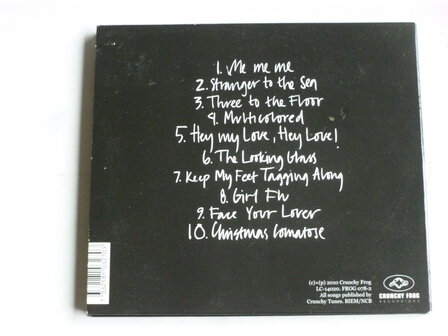 1. Me me me
2. Stranger to the Sea
3. Three to the Floor
4. Multicolored
5. Hey my Love, Hey Love!
6. The Looking Glass
7. Keep My Feet Tagging Along
8. Girl Flu
9. Face Your Lover
10. Christmas Comatose
(c)+(p) 2010 Crunchy Frog
LC-14020. FROG 078-2
All songs published by
Crunchy Tunes. BIEM/NCB
CRUNCHY FROG
RECORDINGS